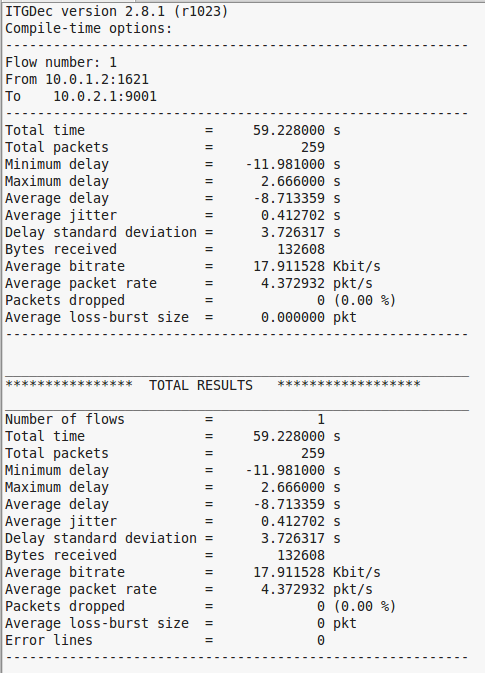 ITGDec version 2.8.1 (r1023)
Compile-time options:
----------------------------------------------------------
Flow number: 1
From 10.0.1.2:1621
To    10.0.2.1:9001
----------------------------------------------------------
Total time               =     59.228000 s
Total packets            =           259
Minimum delay            =    -11.981000 s
Maximum delay            =      2.666000 s
Average delay            =     -8.713359 s
Average jitter           =      0.412702 s
Delay standard deviation =      3.726317 s
Bytes received           =        132608
Average bitrate          =     17.911528 Kbit/s
Average packet rate      =      4.372932 pkt/s
Packets dropped          =             0 (0.00 %)
Average loss-burst size  =      0.000000 pkt
----------------------------------------------------------
__________________________________________________________
****************  TOTAL RESULTS   ******************
__________________________________________________________
Number of flows          =             1
Total time               =     59.228000 s
Total packets            =           259
Minimum delay            =    -11.981000 s
Maximum delay            =      2.666000 s
Average delay            =     -8.713359 s
Average jitter           =      0.412702 s
Delay standard deviation =      3.726317 s
Bytes received           =        132608
Average bitrate          =     17.911528 Kbit/s
Average packet rate      =      4.372932 pkt/s
Packets dropped          =             0 (0.00 %)
Average loss-burst size  =             0 pkt
Error lines              =             0
----------------------------------------------------------